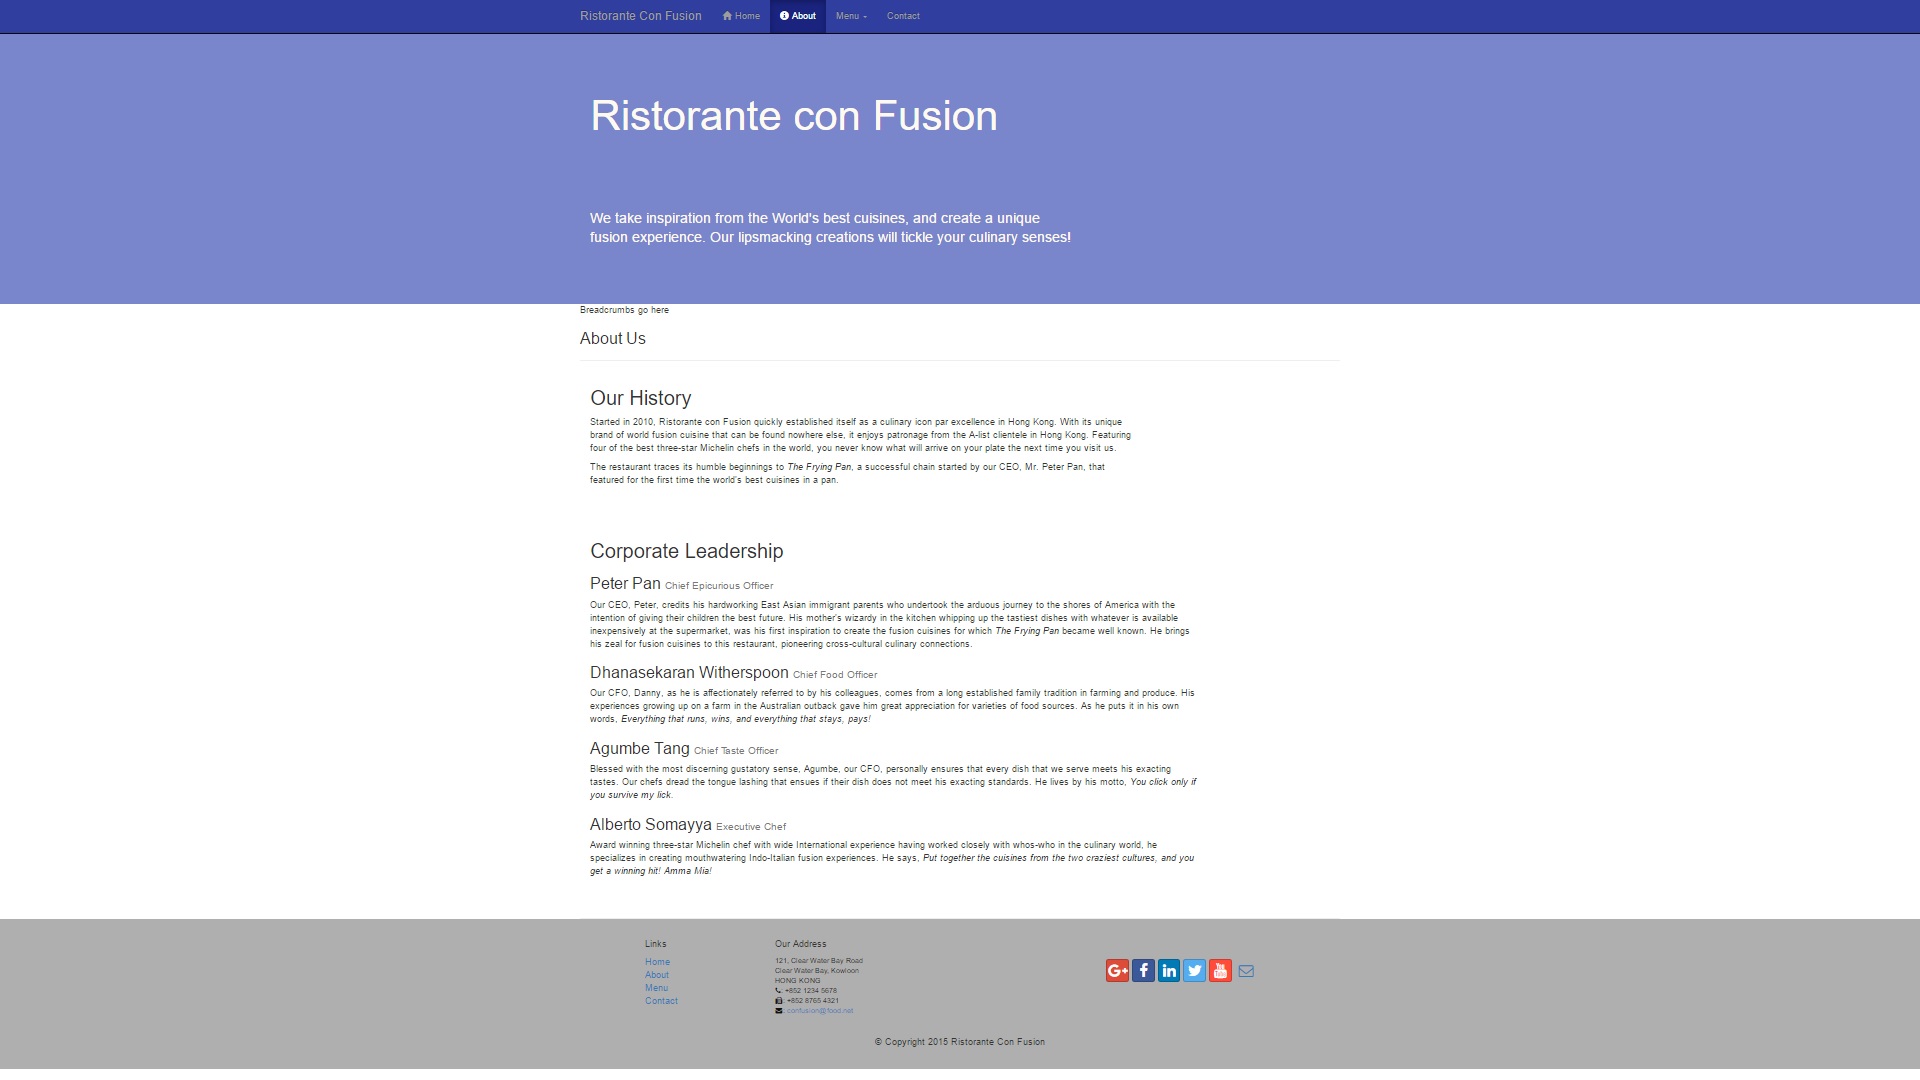 Ristorante Con Fusion Home About Menu Contact
Ristorante con Fusion
We take inspiration from the World's best cuisines, and create a unique
fusion experience. Our lipsmacking creations will tickle your culinary senses!
Breadcrumbs go here
About Us
Our History
Started in 2010, Ristorante con Fusion quickly established itself as a culinary icon par excellence in Hong Kong. With its unique
brand of world fusion cuisine that can be found nowhere else, it enjoys patronage from the A-list clientele in Hong Kong. Featuring
four of the best three-star Michelin chefs in the world, you never know what will arrive on your plate the next time you visit us.
The restaurant traces its humble beginnings to The Frying Pan, a successful chain started by our CEO, Mr. Peter Pan, that
featured for the first time the world's best cuisines in a pan.
Corporate Leadership
Peter Pan Chief Epicurious Officer
Our CEO, Peter, credits his hardworking East Asian immigrant parents who undertook the arduous journey to the shores of America with the
intention of giving their children the best future. His mother's wizardy in the kitchen whipping up the tastiest dishes with whatever is available
inexpensively at the supermarket, was his first inspiration to create the fusion cuisines for which The Frying Pan became well known. He brings
his zeal for fusion cuisines to this restaurant, pioneering cross-cultural culinary connections.
Dhanasekaran Witherspoon Chief Food Officer
Our CFO, Danny, as he is affectionately referred to by his colleagues, comes from a long established family tradition in farming and produce. His
experiences growing up on a farm in the Australian outback gave him great appreciation for varieties of food sources. As he puts it in his own
words, Everything that runs, wins, and everything that stays, pays!
Agumbe Tang Chief Taste Officer
Blessed with the most discerning gustatory sense, Agumbe, our CFO, personally ensures that every dish that we serve meets his exacting
tastes. Our chefs dread the tongue lashing that ensues if their dish does not meet his exacting standards. He lives by his motto, You click only if
you survive my lick.
Alberto Somayya Executive Chef
Award winning three-star Michelin chef with wide International experience having worked closely with whos-who in the culinary world, he
specializes in creating mouthwatering Indo-Italian fusion experiences. He says, Put together the cuisines from the two craziest cultures, and you
get a winning hit! Amma Mia!
Links
Home
About
Menu
Contact
Our Address
121, Clear Water Bay Road
Clear Water Bay, Kowloon
HONG KONG
: +852 1234 5678
: +852 8765 4321
: confusion@food.net
G+ f in You Tube
© Copyright 2015 Ristorante Con Fusion